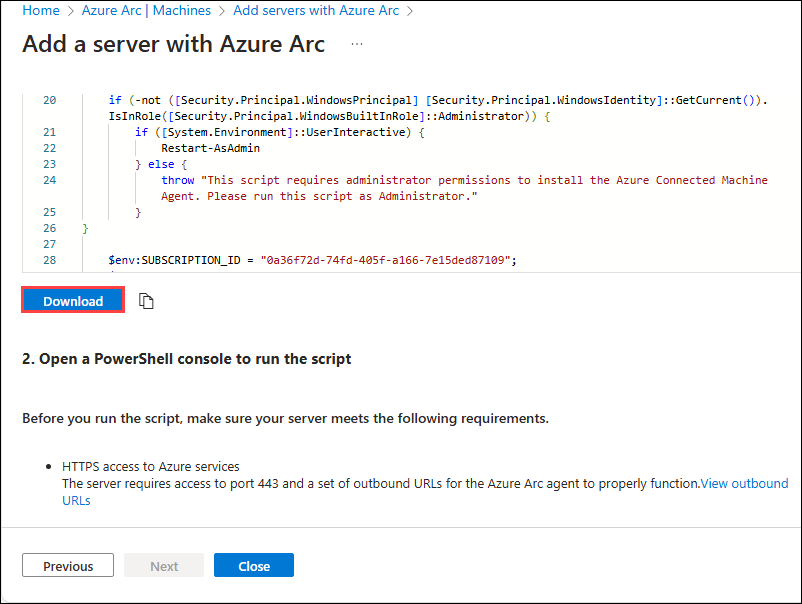 Home > Azure Arc | Machines > Add servers with Azure Arc >
Add a server with Azure Arc ...
20 if (-not ([Security.Principal.WindowsPrincipal] [Security.Principal.WindowsIdentity]::GetCurrent()).
IsInRole([Security.Principal.WindowsBuiltInRole]::Administrator)) {
21 if ([System.Environment]::UserInteractive) {
22 Restart-AsAdmin
23 } else {
24 throw "This script requires administrator permissions to install the Azure Connected Machine
Agent. Please run this script as Administrator."
25 }
26 }
27
28 $env:SUBSCRIPTION_ID = "0a36f72d-74fd-405f-a166-7e15ded87109";
Download
2. Open a PowerShell console to run the script
Before you run the script, make sure your server meets the following requirements.
• HTTPS access to Azure services
The server requires access to port 443 and a set of outbound URLs for the Azure Arc agent to properly function.View outbound
URLs
Previous Next Close